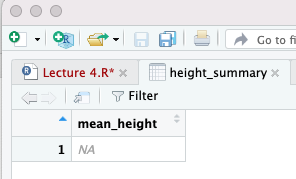 Go to fi
Lecture 4.R* × height_summary ×
Filter
mean_height
1 NA